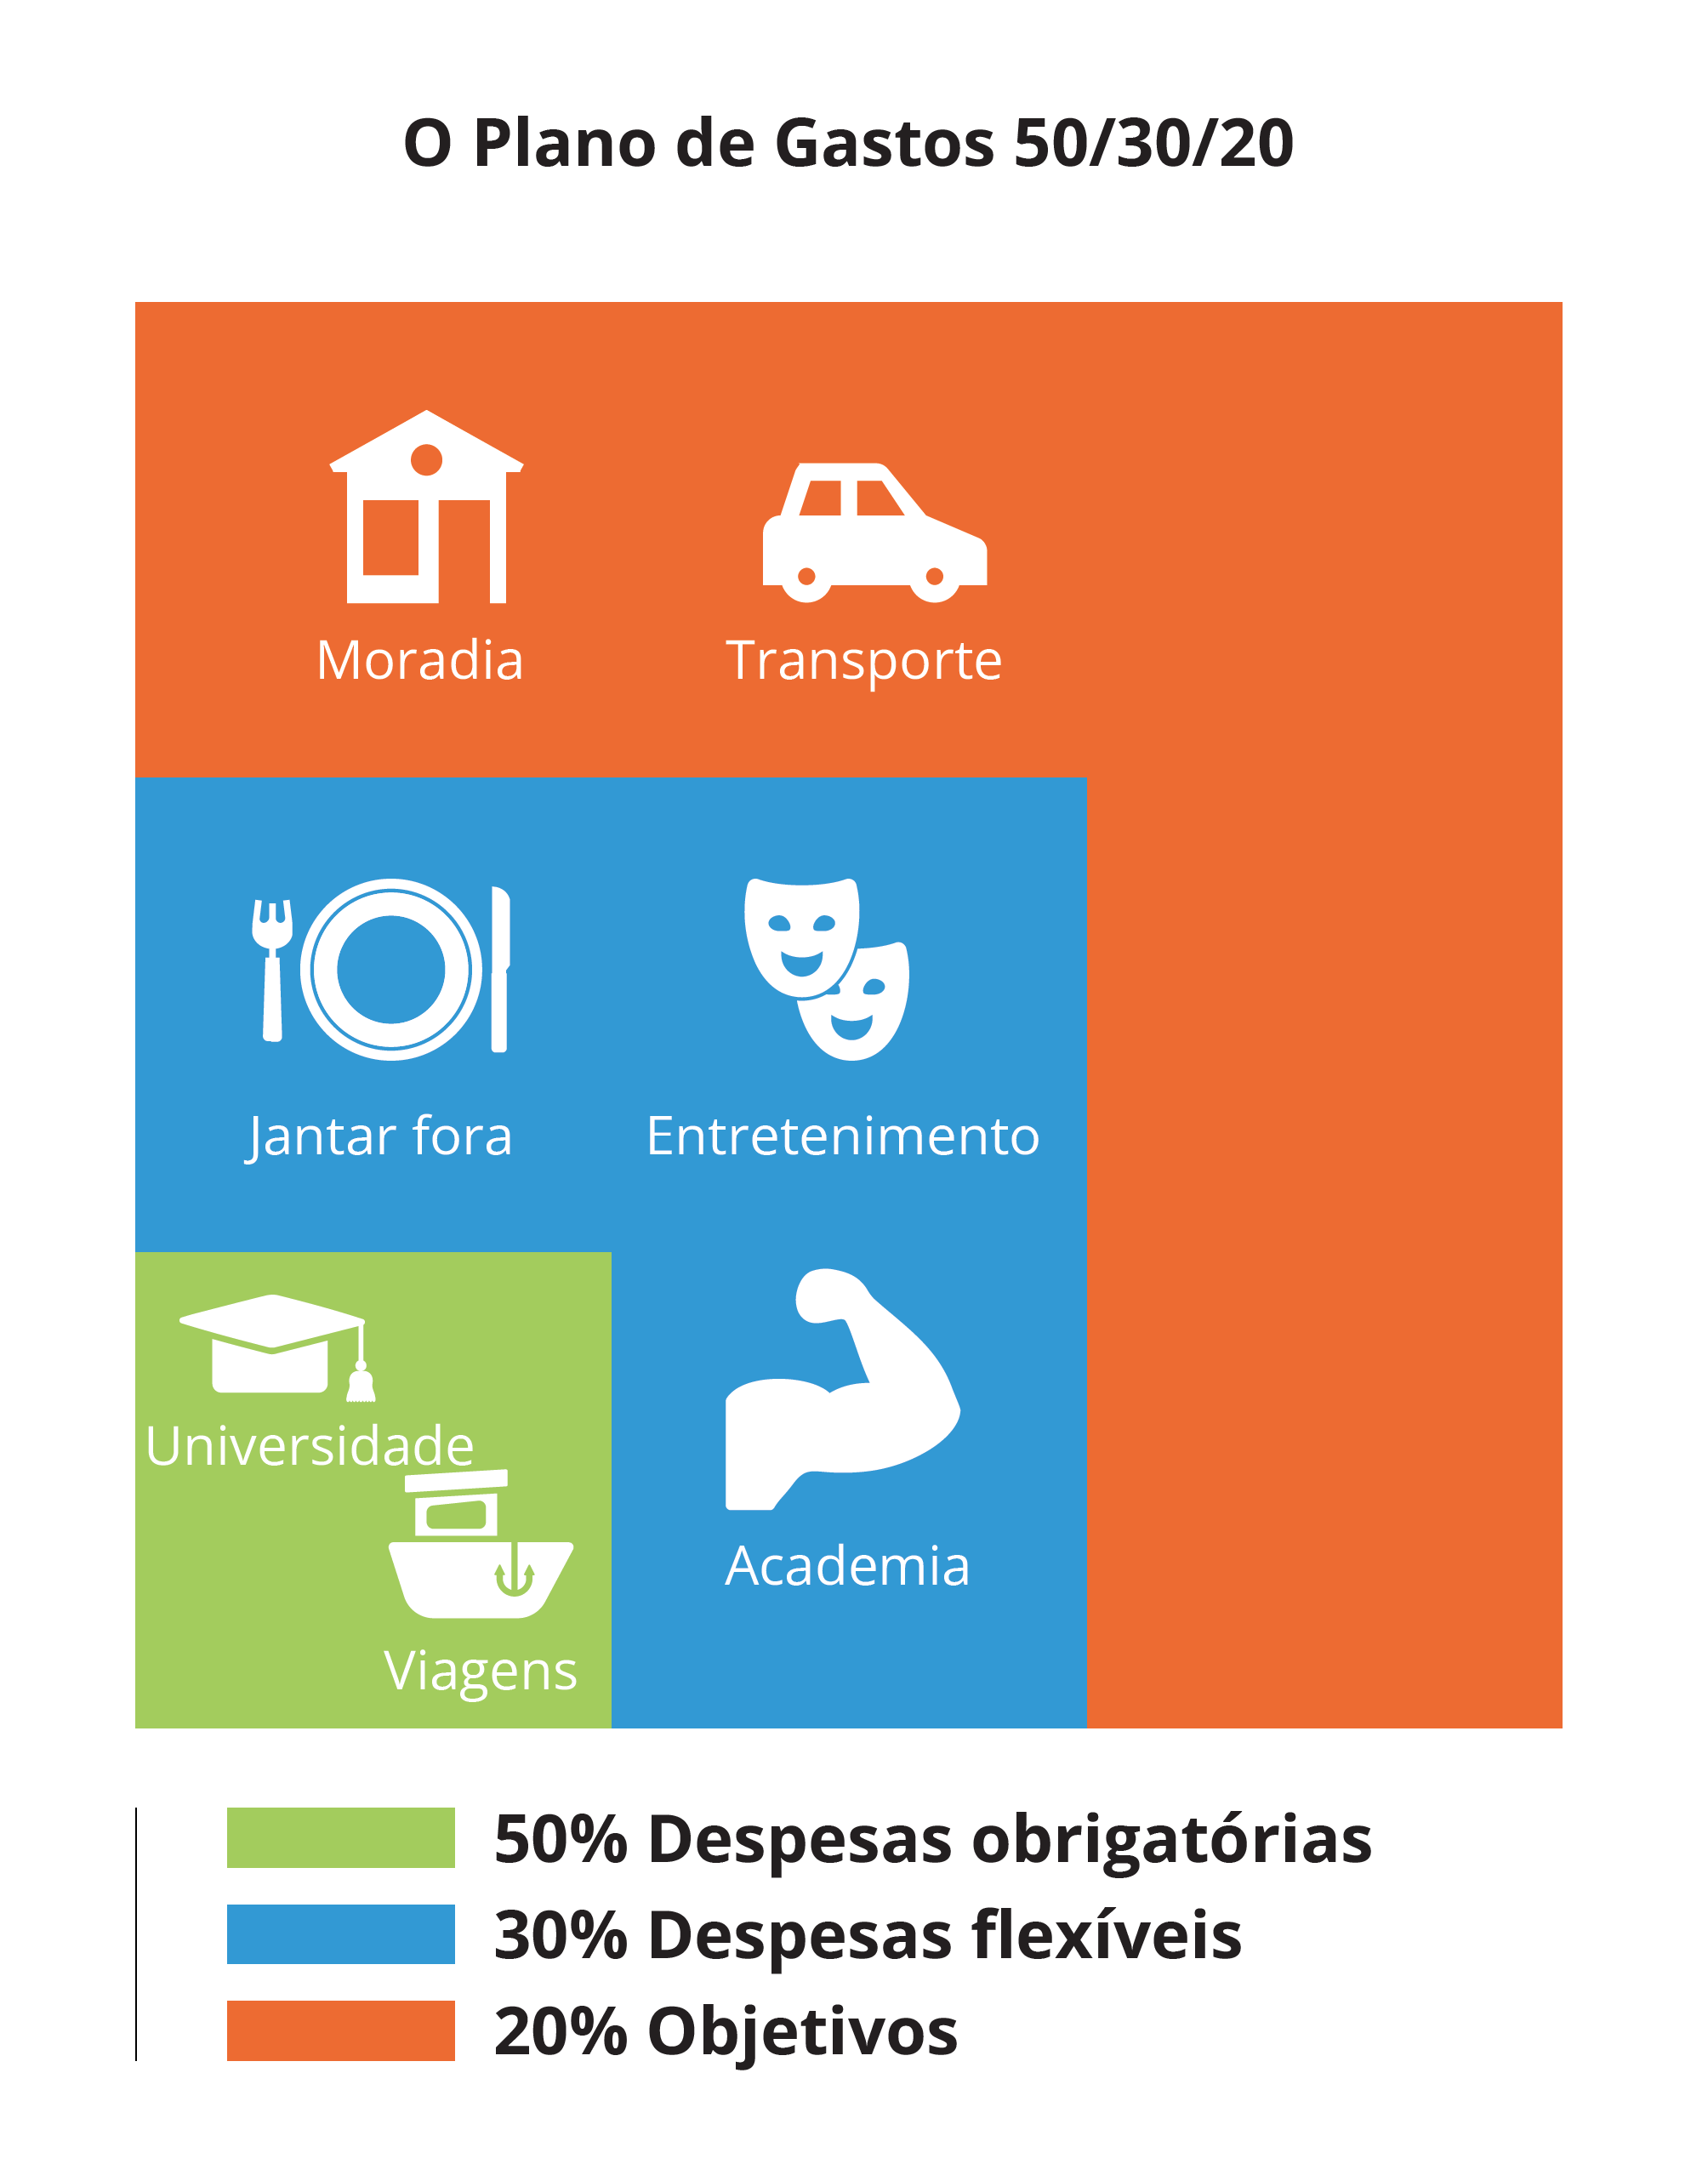 O Plano de Gastos 50/30/20
Moradia
Transporte
Jantar fora
Entretenimento
Universidade
Academia
Viagens
50% Despesas obrigatórias
30% Despesas flexíveis
20% Objetivos